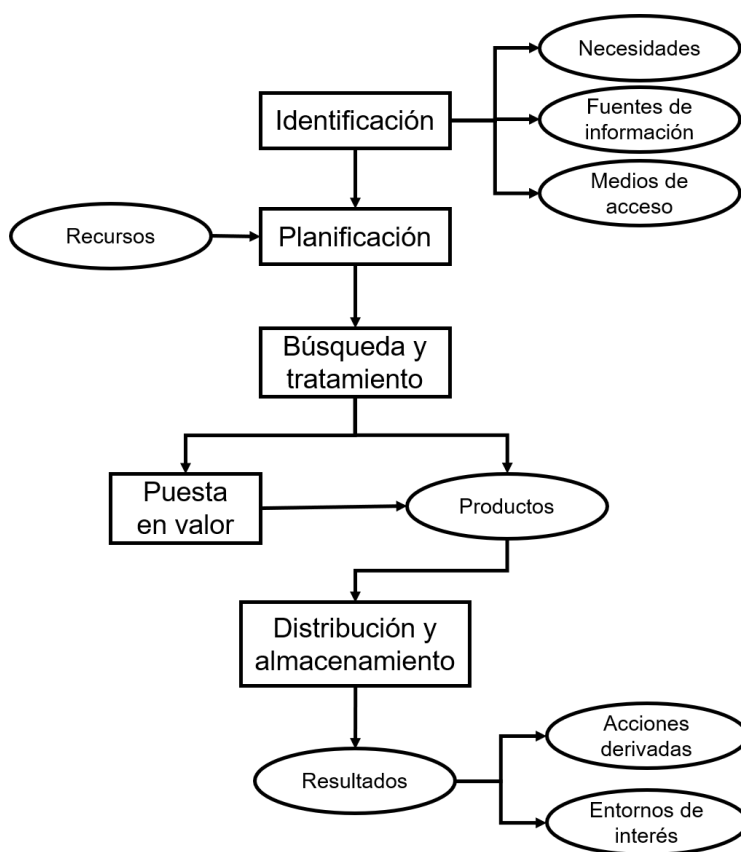 Necesidades
Identificación
Fuentes de
información
Medios de
acceso
Recursos
Planificación
Búsqueda y
tratamiento
Puesta
en valor
Productos
Distribución y
almacenamiento
Acciones
derivadas
Resultados
Entornos de
interés